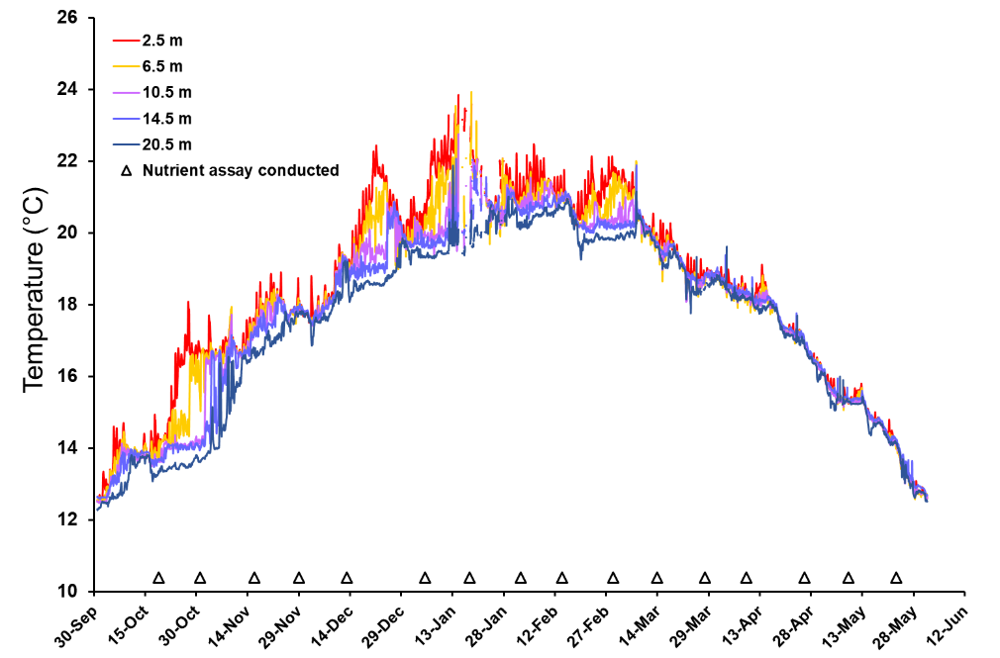 26
24
22
20
18
16
14
12
10
Temperature (°C)
2.5 m
6.5 m
10.5 m
14.5 m
20.5 m
Nutrient assay conducted
30-Sep
15-Oct
30-Oct
14-Nov
29-Nov
14-Dec
29-Dec
13-Jan
28-Jan
12-Feb
27-Feb
14-Mar
29-Mar
13-Apr
28-Apr
13-May
28-May
12-Jun